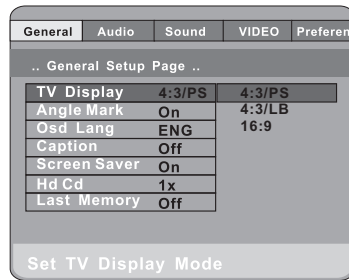 General Audio Sound VIDEO Preferen
.. General Setup Page ..
TV Display 4:3/PS 4:3/PS
Angle Mark On 4:3/LB
Osd Lang ENG 16:9
Caption Off
Screen Saver On
Hd Cd 1x
Last Memory Off
Set TV Display Mode